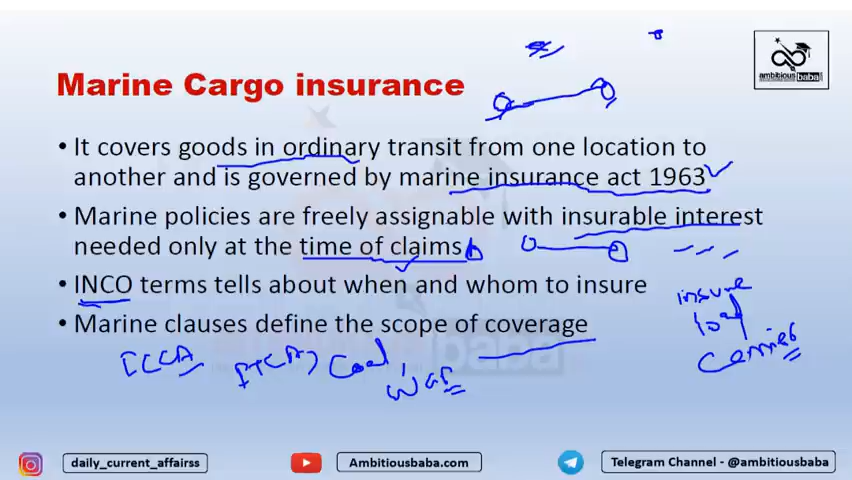 ambitiousbaba
Marine Cargo insurance
• It covers goods in ordinary transit from one location to
another and is governed by marine insurance act 1963
• Marine policies are freely assignable with insurable interest
needed only at the time of claims
• INCO terms tells about when and whom to insure
insure
load
• Marine clauses define the scope of coverage
Carrier
Coal,
War
daily_current_affairss
Ambitiousbaba.com
Telegram Channel - @ambitiousbaba